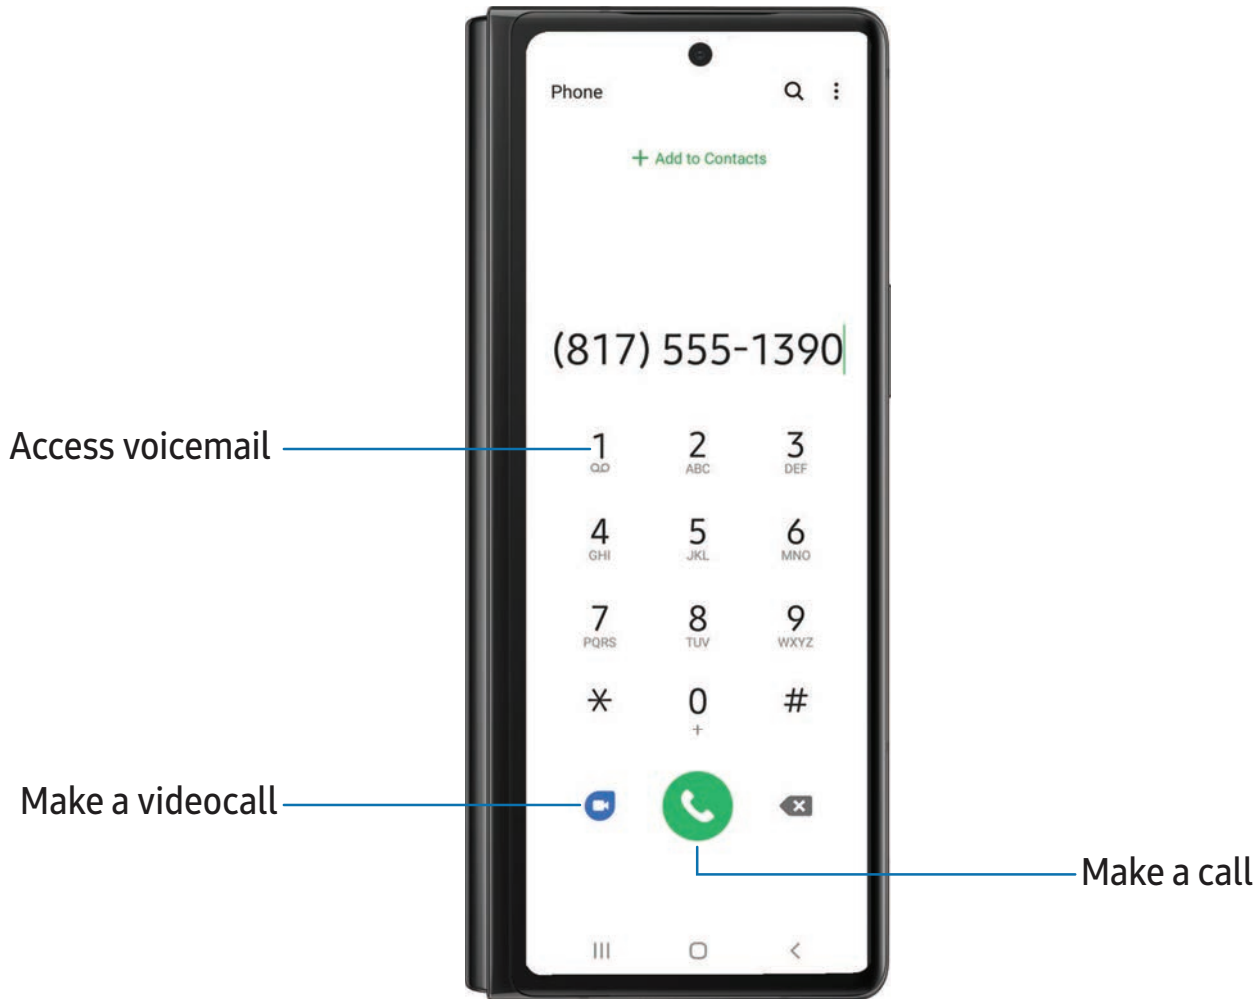 Phone
+ Add to Contacts
(817) 555-1390
Access voicemail
1 2 3
ABC DEF
4 5 6
GHI JKL MNO
7 8 9
PQRS TUV WXYZ
* 0 #
+
Make a videocall
Make a call